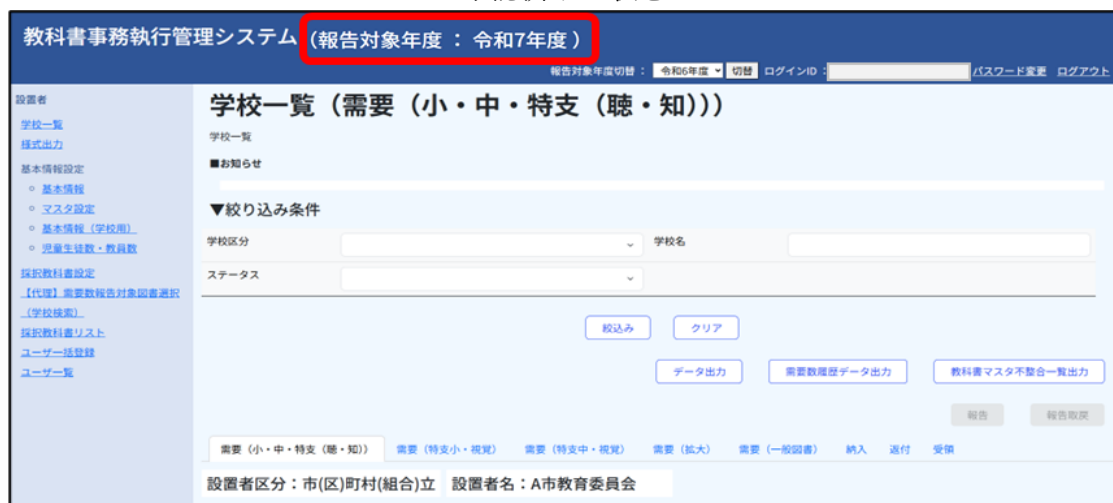 教科書事務執行管理システム (報告対象年度 : 令和7年度 )
報告対象年度切替: 令和6年度 切替 ログインID: パスワード変更 ログアウト
設置者
学校一覧
様式出力
基本情報設定
基本情報
マスタ設定
基本情報(学校用)
児童生徒数・教員数
採択教科書設定
【代理】需要数報告対象図書選択
(学校検索)
採択教科書リスト
ユーザ一括登録
ユーザ一覧
学校一覧(需要(小・中・特支(聴・知)))
学校一覧
■お知らせ
▼絞り込み条件
学校区分 学校名
ステータス
絞込み クリア
データ出力 需要数履歴データ出力 教科書マスタ不整合一覧出力
報告 報告取戻
需要(小・中・特支(聴・知)) 需要(特支小・視覚) 需要(特支中・視覚) 需要(拡大) 需要(一般図書) 納入 返付 受領
設置者区分:市(区)町村(組合)立 設置者名:A市教育委員会